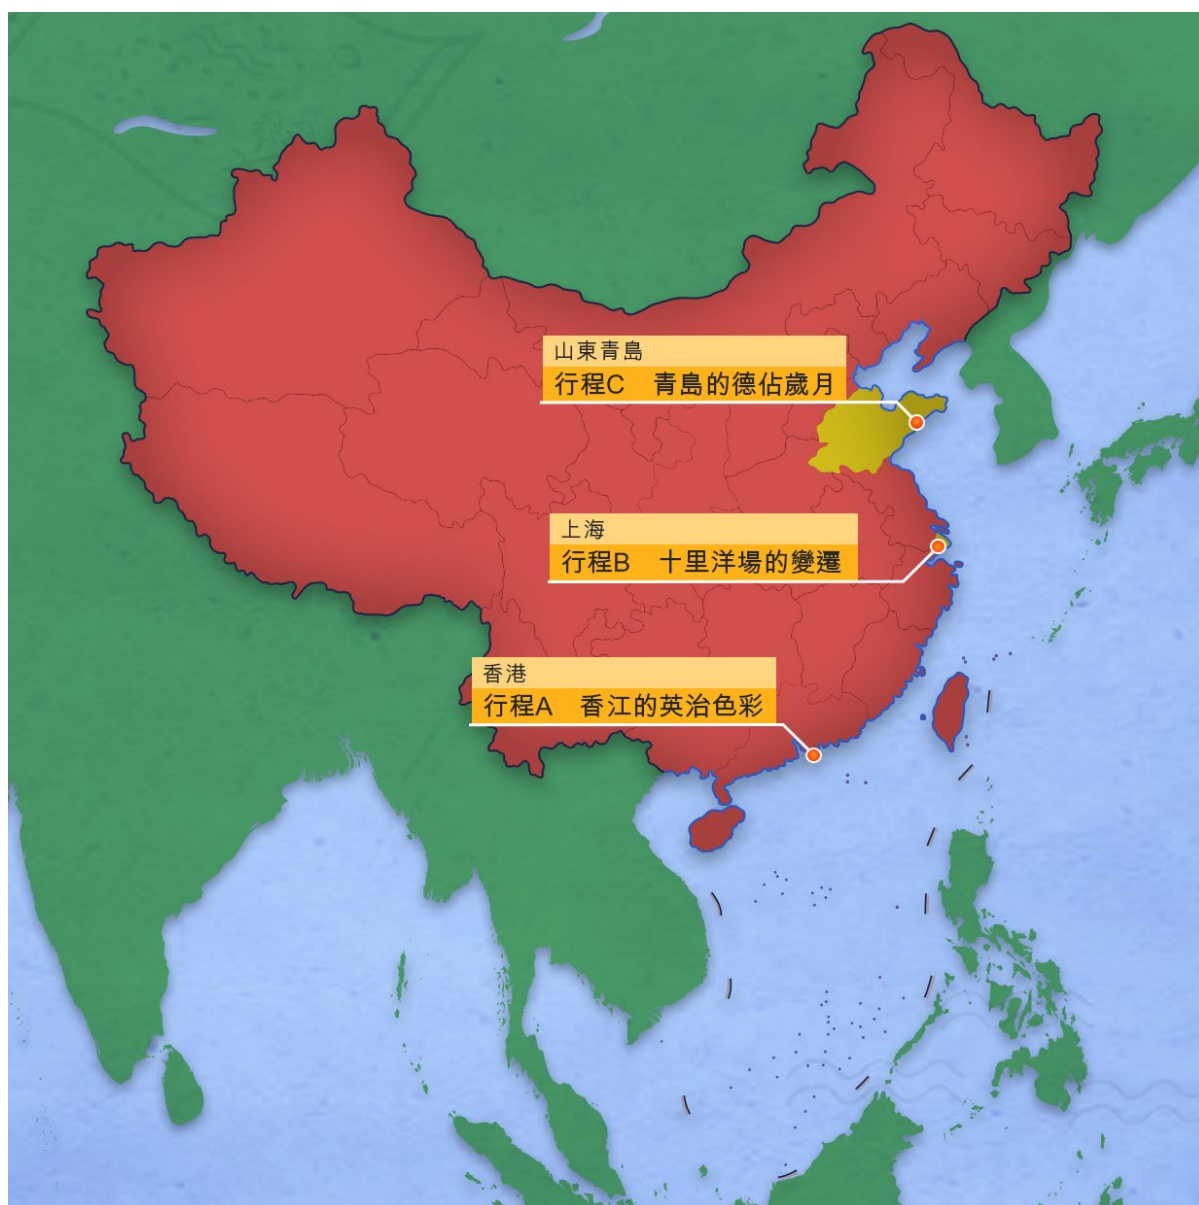 山東青島
行程C 青島的德佔歲月
上海
行程B 十里洋場的變遷
香港
行程A 香江的英治色彩